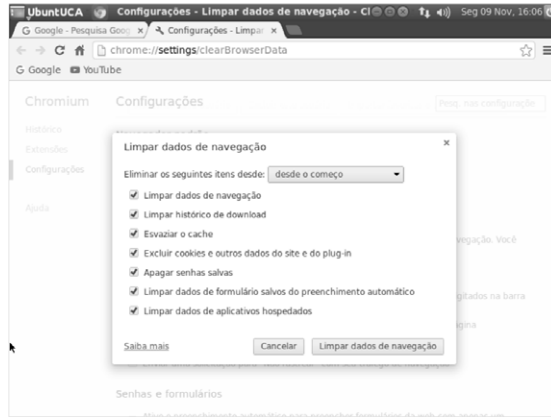 UbuntUCA Configurações - Limpar dados de navegação - Cl Seg 09 Nov, 16:06
Google - Pesquisa Goo × Configurações - Limpar ×
chrome://settings/clearBrowserData
Google YouTube
Chromium Configurações
Histórico
Extensões
Configurações
Ajuda
Limpar dados de navegação ×
Eliminar os seguintes itens desde: desde o começo
Limpar dados de navegação
Limpar histórico de download
Esvaziar o cache
Excluir cookies e outros dados do site e do plug-in
Apagar senhas salvas
Limpar dados de formulário salvos do preenchimento automático
Limpar dados de aplicativos hospedados
vegação. Você
gitados na barra
gina
Saiba mais Cancelar Limpar dados de navegação
Senhas e formulários